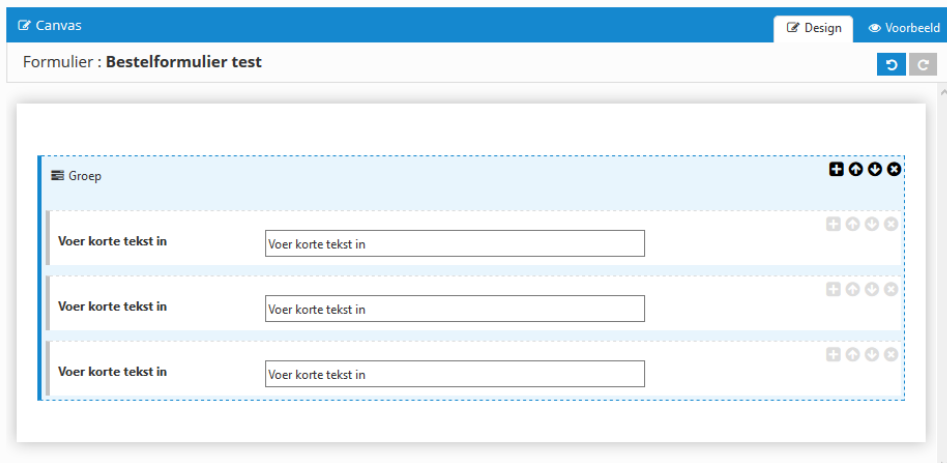 Canvas
Design
Voorbeeld
Formulier : Bestelformulier test
Groep
Voer korte tekst in
Voer korte tekst in
Voer korte tekst in
Voer korte tekst in
Voer korte tekst in
Voer korte tekst in